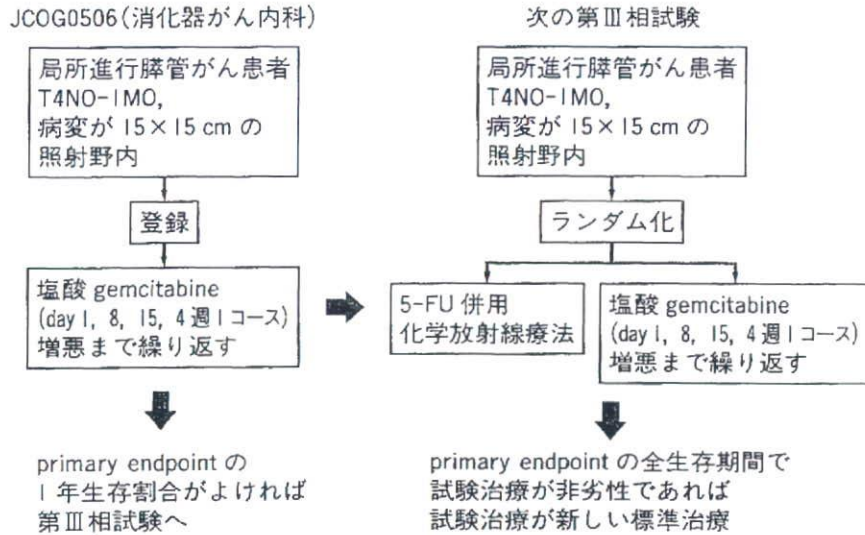 JCOG0506(消化器がん内科)
局所進行膵管がん患者
T4N0-1M0,
病変が 15×15 cm の
照射野内
登録
塩酸 gemcitabine
(day 1, 8, 15, 4週1コース)
増悪まで繰り返す
primary endpoint の
1年生存割合がよければ
第Ⅲ相試験へ
次の第Ⅲ相試験
局所進行膵管がん患者
T4N0-1M0,
病変が 15×15 cm の
照射野内
ランダム化
5-FU 併用
化学放射線療法
塩酸 gemcitabine
(day 1, 8, 15, 4週1コース)
増悪まで繰り返す
primary endpoint の全生存期間で
試験治療が非劣性であれば
試験治療が新しい標準治療